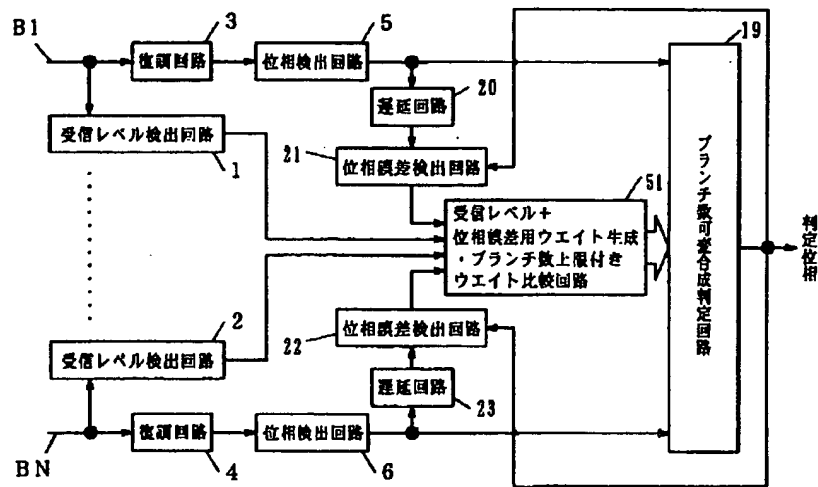 B1
3
復調回路
5
位相検出回路
19
ブランチ数可変合成判定回路
遅延回路
20
受信レベル検出回路
1
21
位相誤差検出回路
51
受信レベル+
位相誤差用ウエイト生成
・ブランチ数上限付き
ウエイト比較回路
判定位相
2
受信レベル検出回路
22
位相誤差検出回路
遅延回路
23
BN
復調回路
4
位相検出回路
6